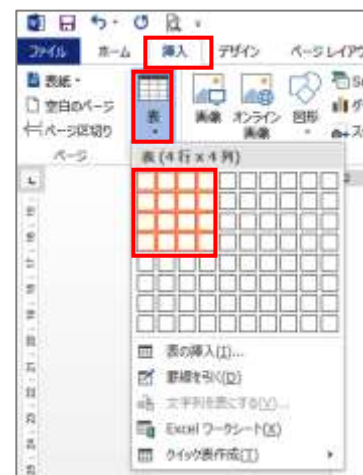 ファイル ホーム 挿入 デザイン ページ レイアウ
表紙
空白のページ
ページ区切り
ページ
表
画像
オンライン
画像
図形
表 (4 行 x 4 列)
表の挿入(I)...
罫線を引く(D)
文字列を表にする(V)...
Excel ワークシート(X)
クイック表作成(T)